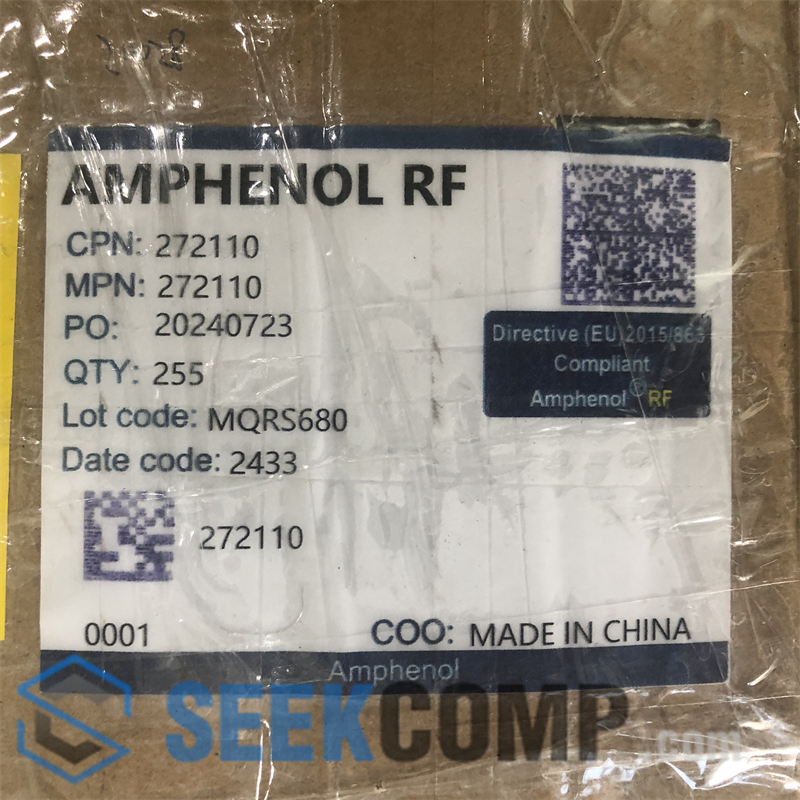 AMPHENOL RF
CPN: 272110
MPN: 272110
PO: 20240723
QTY: 255
Lot code: MQRS680
Date code: 2433
272110
0001
Directive (EU) 2015/863
Compliant
Amphenol® RF
COO: MADE IN CHINA
Amphenol
SEEKCOMP.com